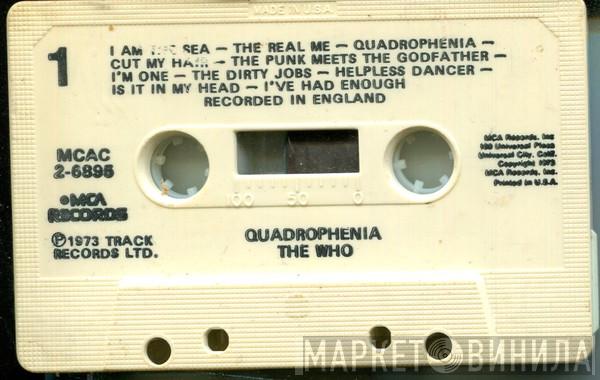 MADE IN U.S.A.
1
I AM THE SEA – THE REAL ME – QUADROPHENIA –
CUT MY HAIR – THE PUNK MEETS THE GODFATHER –
I'M ONE – THE DIRTY JOBS – HELPLESS DANCER –
IS IT IN MY HEAD – I'VE HAD ENOUGH
RECORDED IN ENGLAND
MCAC
2-6895
MCA
RECORDS
℗1973 TRACK
RECORDS LTD.
100 50 0
QUADROPHENIA
THE WHO
MCA Records, Inc
100 Universal Plaza
Universal City, Calif.
Copyright 1973
MCA Records, Inc.
Printed in U.S.A.
МАРКЕТ ВИНИЛА